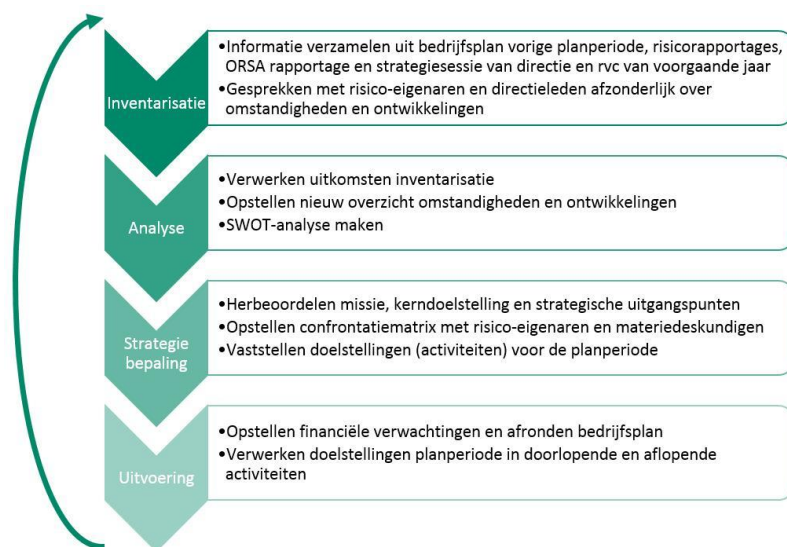 Inventarisatie
•Informatie verzamelen uit bedrijfsplan vorige planperiode, risicorapportages,
ORSA rapportage en strategiesessie van directie en rvc van voorgaande jaar
•Gesprekken met risico-eigenaren en directieleden afzonderlijk over
omstandigheden en ontwikkelingen
Analyse
•Verwerken uitkomsten inventarisatie
•Opstellen nieuw overzicht omstandigheden en ontwikkelingen
•SWOT-analyse maken
Strategie
bepaling
•Herbeoordelen missie, kerndoelstelling en strategische uitgangspunten
•Opstellen confrontatiematrix met risico-eigenaren en materiedeskundigen
•Vaststellen doelstellingen (activiteiten) voor de planperiode
Uitvoering
•Opstellen financiële verwachtingen en afronden bedrijfsplan
•Verwerken doelstellingen planperiode in doorlopende en aflopende
activiteiten